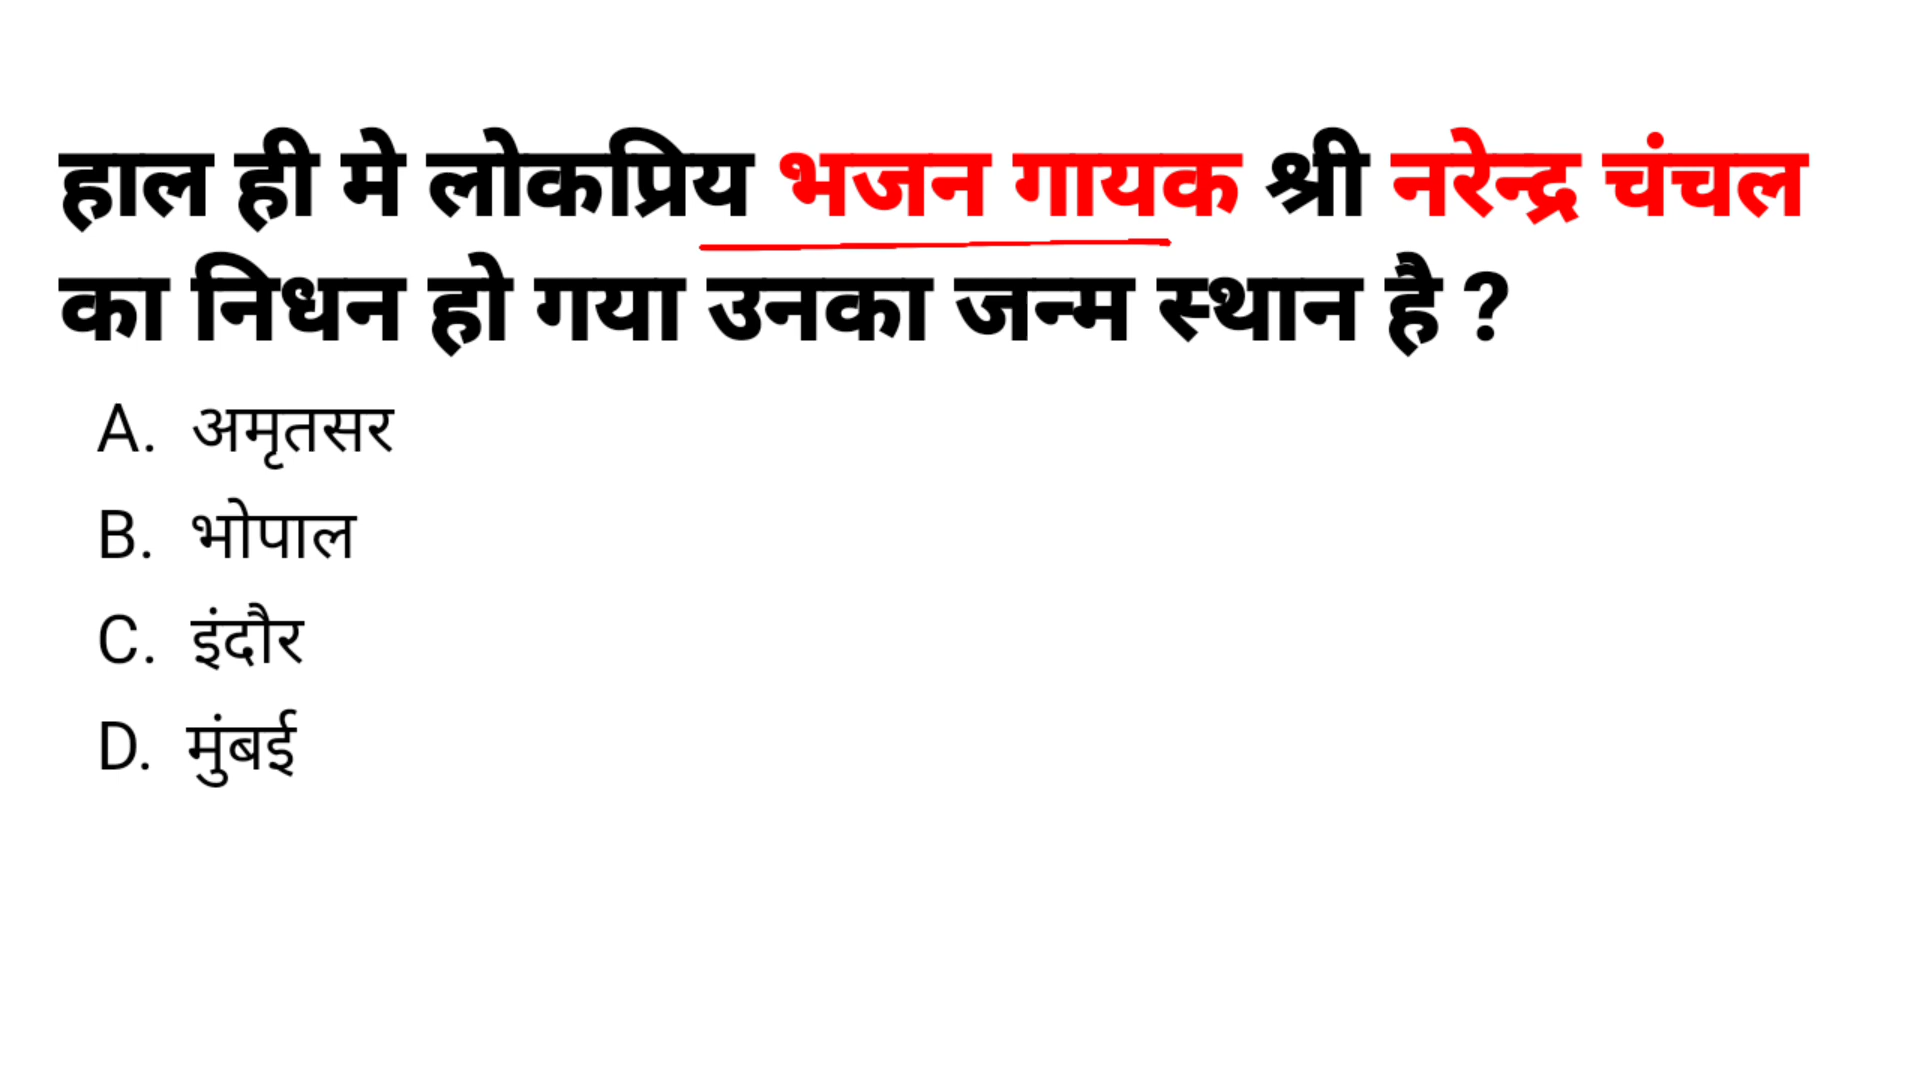 हाल ही मे लोकप्रिय भजन गायक श्री नरेन्द्र चंचल
का निधन हो गया उनका जन्म स्थान है ?
A. अमृतसर
B. भोपाल
C. इंदौर
D. मुंबई